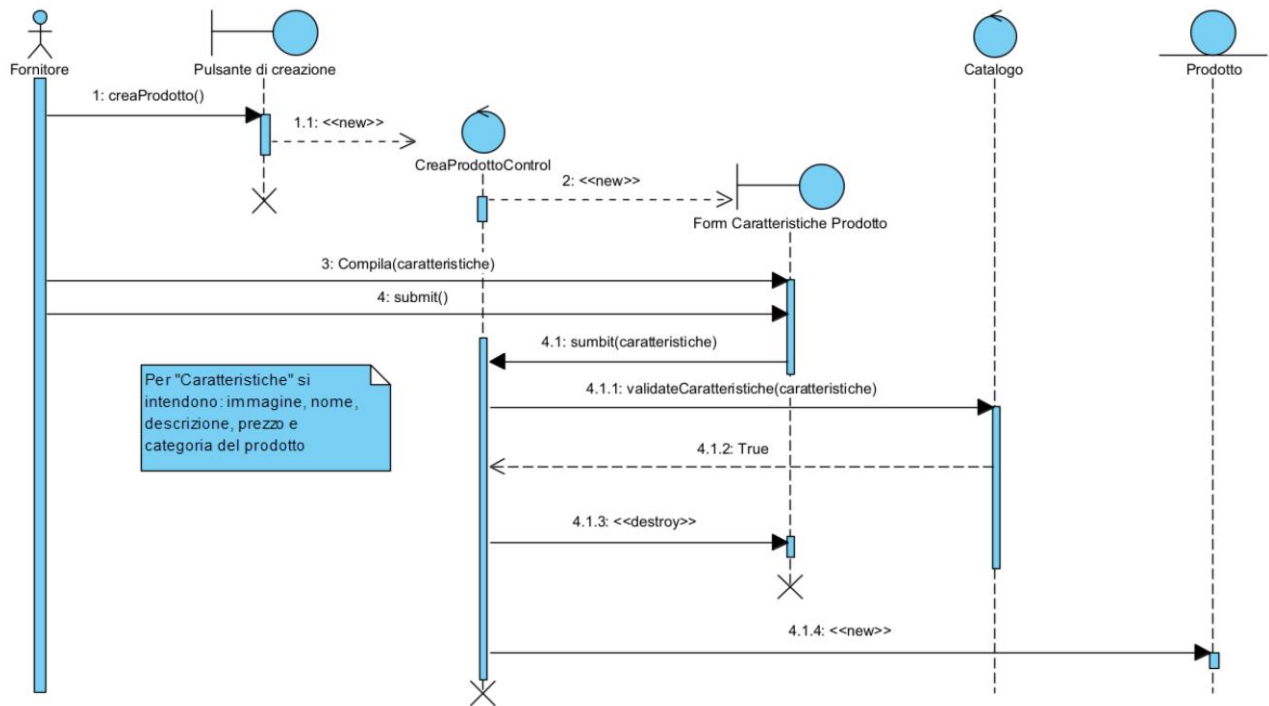 Fornitore
Pulsante di creazione
Catalogo
Prodotto
1: creaProdotto()
1.1: <<new>>
CreaProdottoControl
2: <<new>>
Form Caratteristiche Prodotto
3: Compila(caratteristiche)
4: submit()
4.1: sumbit(caratteristiche)
Per "Caratteristiche" si
intendono: immagine, nome,
descrizione, prezzo e
categoria del prodotto
4.1.1: validateCaratteristiche(caratteristiche)
4.1.2: True
4.1.3: <<destroy>>
4.1.4: <<new>>